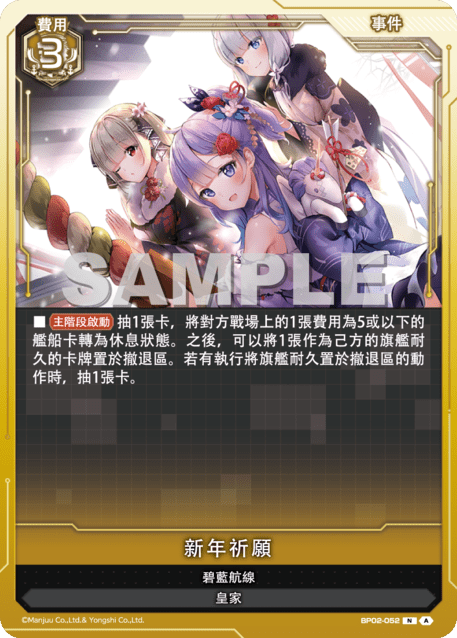 費用
事件
3
SAMPLE
■ 主階段啟動 抽1張卡，將對方戰場上的1張費用為5或以下的
艦船卡轉為休息狀態。之後，可以將1張作為己方的旗艦耐
久的卡牌置於撤退區。若有執行將旗艦耐久置於撤退區的動
作時，抽1張卡。
新年祈願
碧藍航線
皇家
©Manjuu Co.,Ltd.& Yongshi Co.,Ltd.
BP02-052 N A